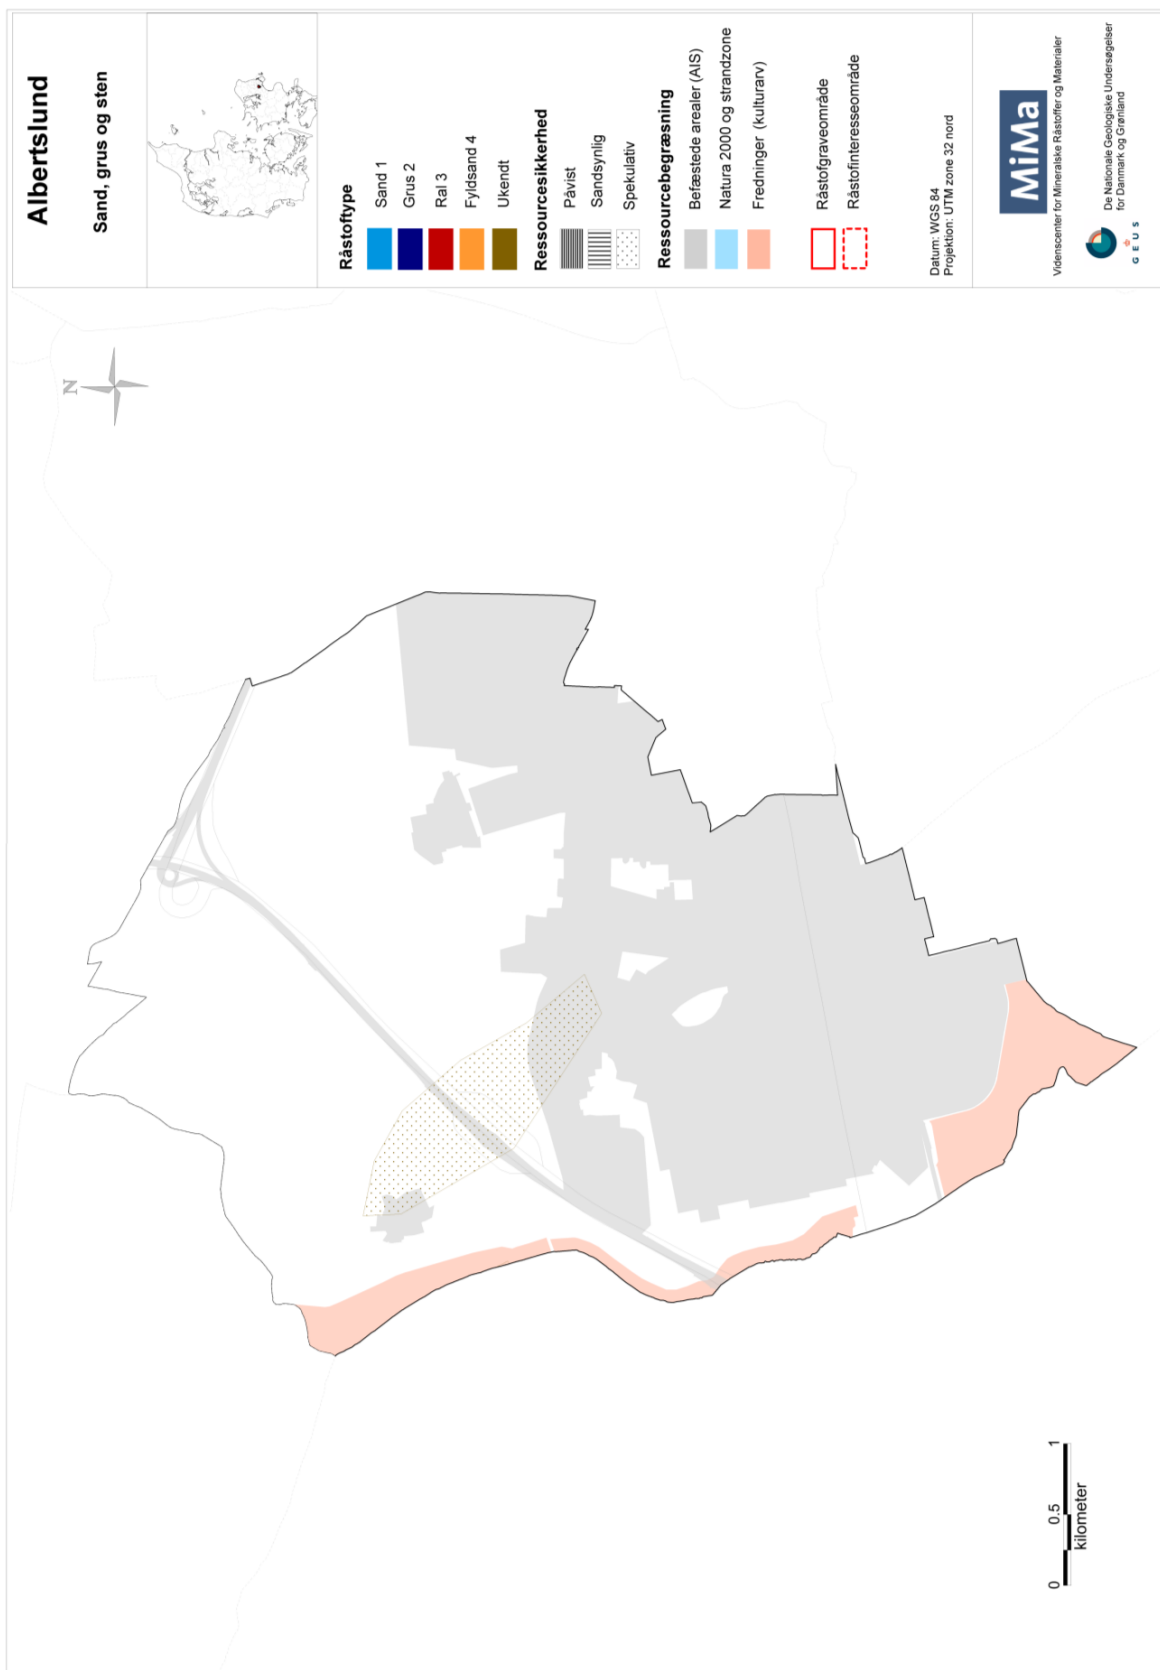 Albertslund
Sand, grus og sten
Råstoftype
Sand 1
Grus 2
Ral 3
Fyldsand 4
Ukendt
Ressourcesikkerhed
Påvist
Sandsynlig
Spekulativ
Ressourcebegræsning
Befæstede arealer (AIS)
Natura 2000 og strandzone
Fredninger (kulturarv)
Råstofgraveområde
Råstofinteresseområde
Datum: WGS 84
Projektion: UTM zone 32 nord
MiMa
Videnscenter for Mineralske Råstoffer og Materialer
G E U S
De Nationale Geologiske Undersøgelser
for Danmark og Grønland
N
0 0.5 1
kilometer